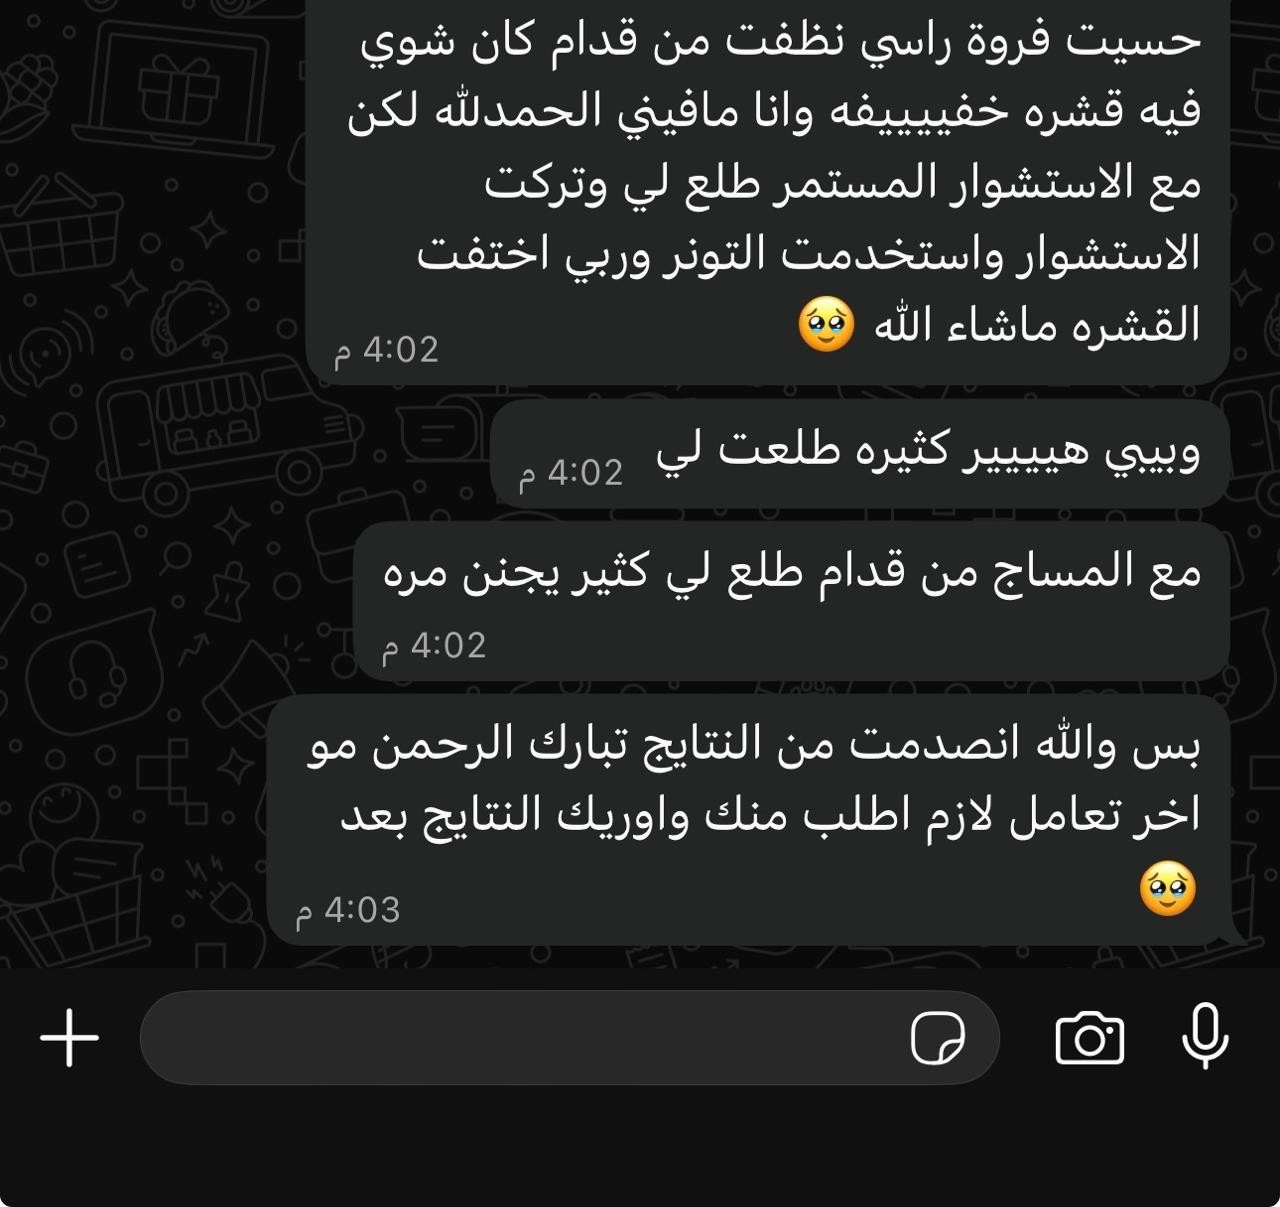 حسيت فروة راسي نظفت من قدام كان شوي
فيه قشره خفييييفه وانا مافيني الحمدلله لكن
مع الاستشوار المستمر طلع لي وتركت
الاستشوار واستخدمت التونر وربي اختفت
القشره ماشاء الله 🥹
4:02 م
وبيبي هيييير كثيره طلعت لي
4:02 م
مع المساج من قدام طلع لي كثير يجنن مره
4:02 م
بس والله انصدمت من النتايج تبارك الرحمن مو
اخر تعامل لازم اطلب منك واوريك النتايج بعد
🥹
4:03 م